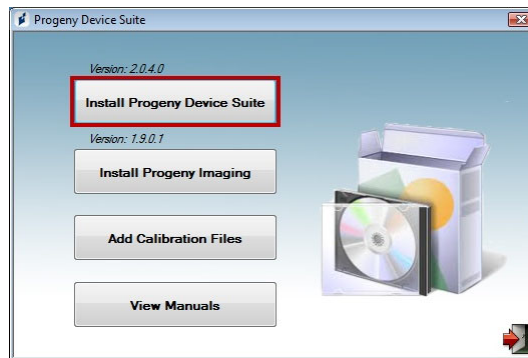 Progeny Device Suite
Version: 2.0.4.0
Install Progeny Device Suite
Version: 1.9.0.1
Install Progeny Imaging
Add Calibration Files
View Manuals